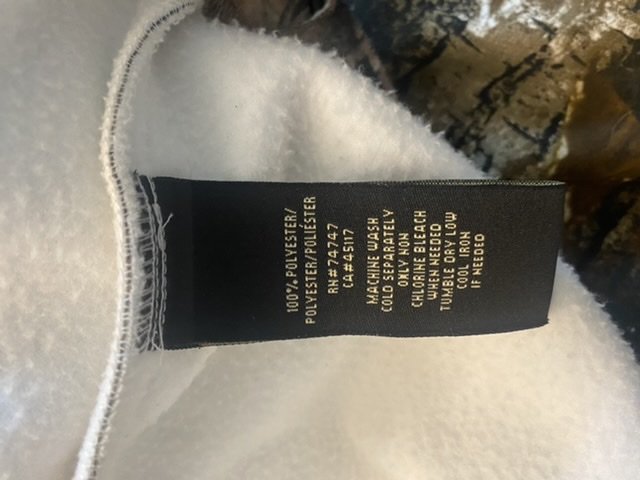 100% POLYESTER/
POLYESTER/POLIÉSTER
RN#74747
CA#45117
MACHINE WASH
COLD SEPARATELY
ONLY NON
CHLORINE BLEACH
WHEN NEEDED
TUMBLE DRY LOW
COOL IRON
IF NEEDED